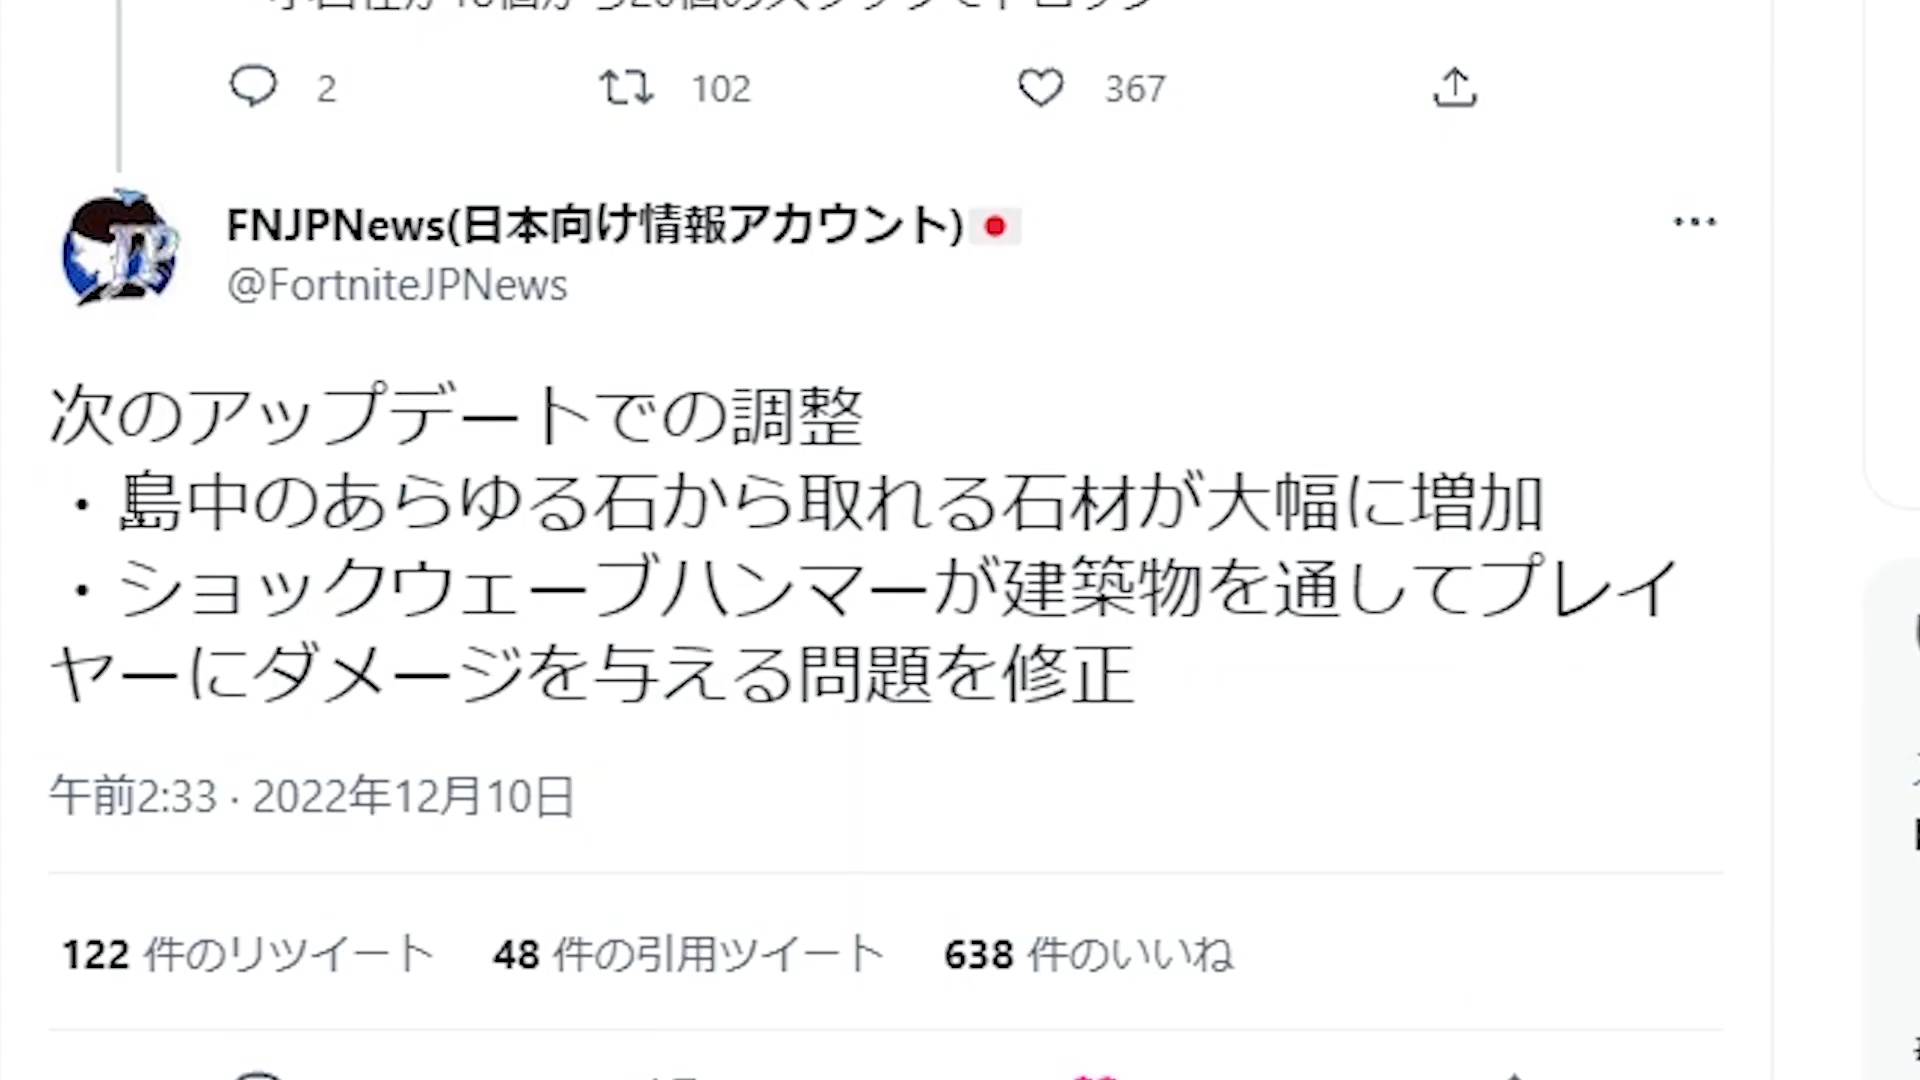 2 102 367
FNJPNews(日本向け情報アカウント)🇯🇵
@FortniteJPNews
次のアップデートでの調整
・島中のあらゆる石から取れる石材が大幅に増加
・ショックウェーブハンマーが建築物を通してプレイ
ヤーにダメージを与える問題を修正
午前2:33 · 2022年12月10日
122 件のリツイート 48 件の引用ツイート 638 件のいいね